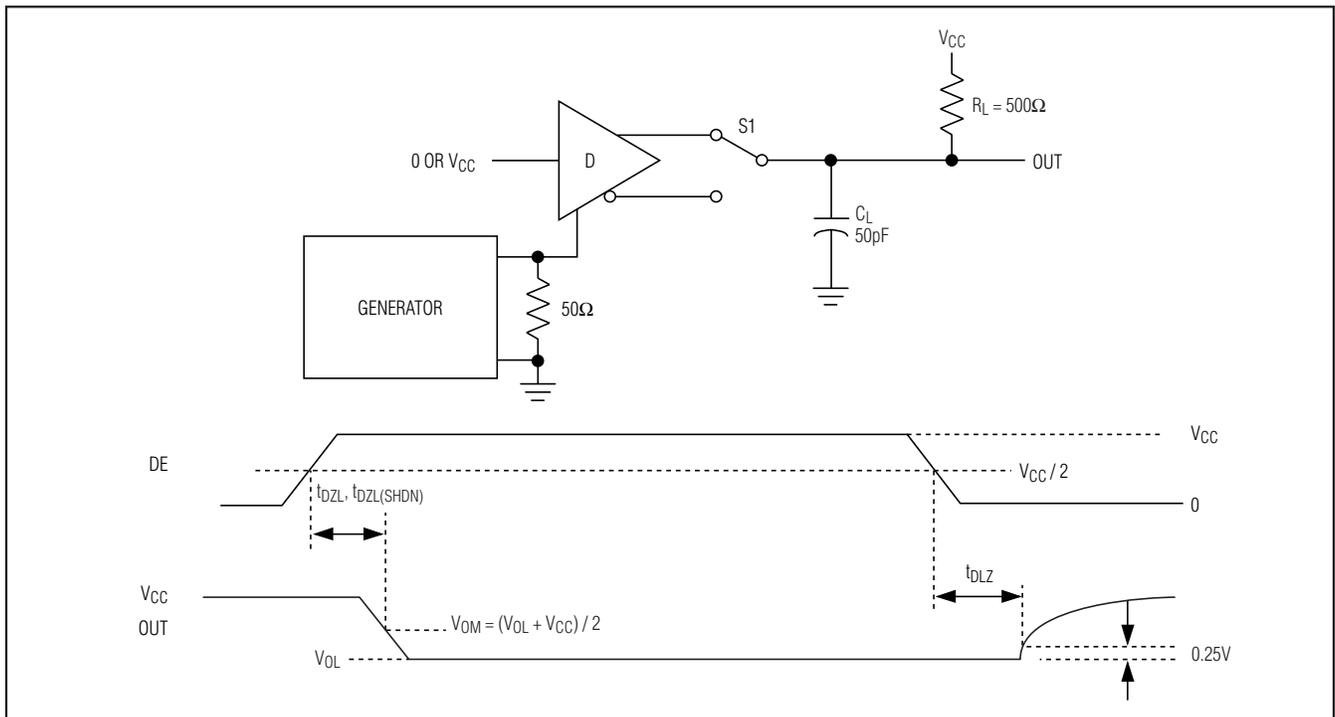 VCC
RL = 500Ω
S1
0 OR VCC
D
OUT
CL
50pF
GENERATOR
50Ω
VCC
DE
VCC / 2
tDZL, tDZL(SHDN)
0
tDLZ
VCC
OUT
VOM = (VOL + VCC) / 2
VOL
0.25V